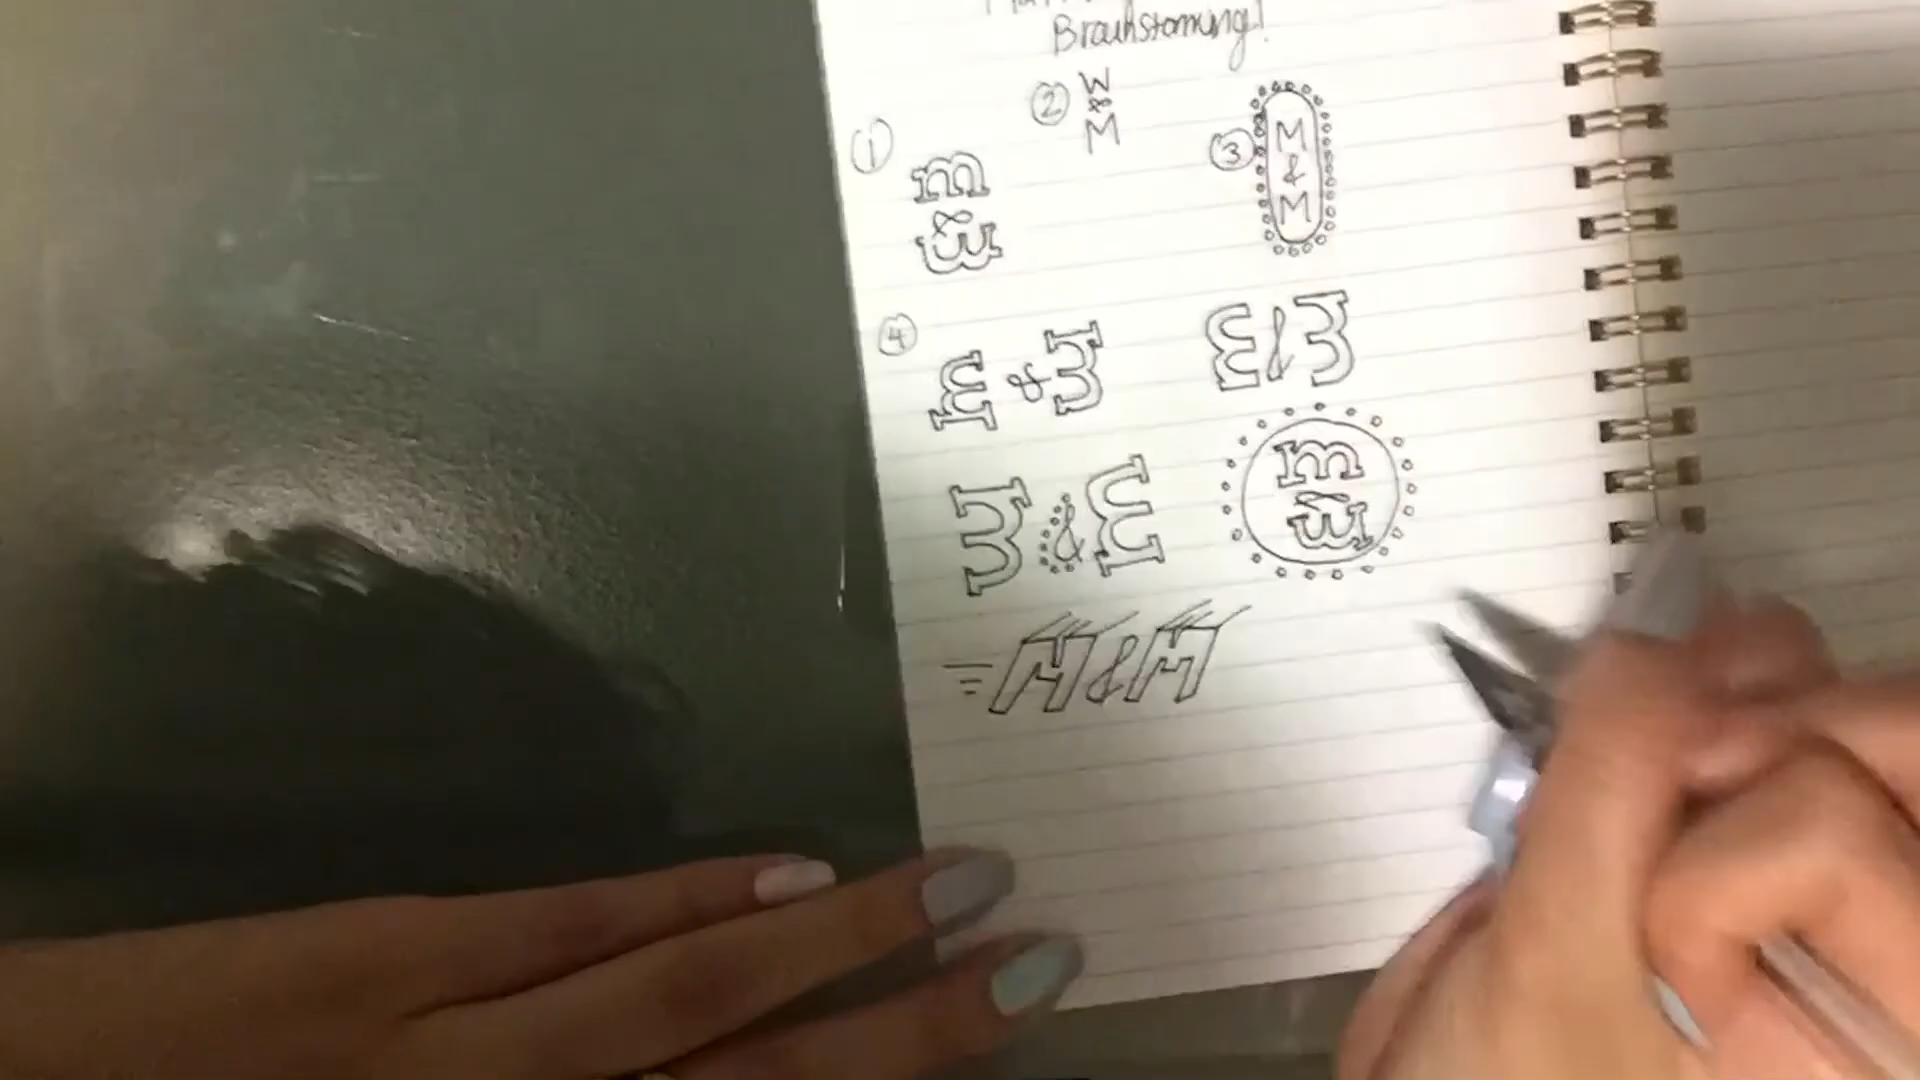 Brainstorming!
① m & m
② W & M
③ M & M
④ m & m
m & m
m & m
m & m
M & M